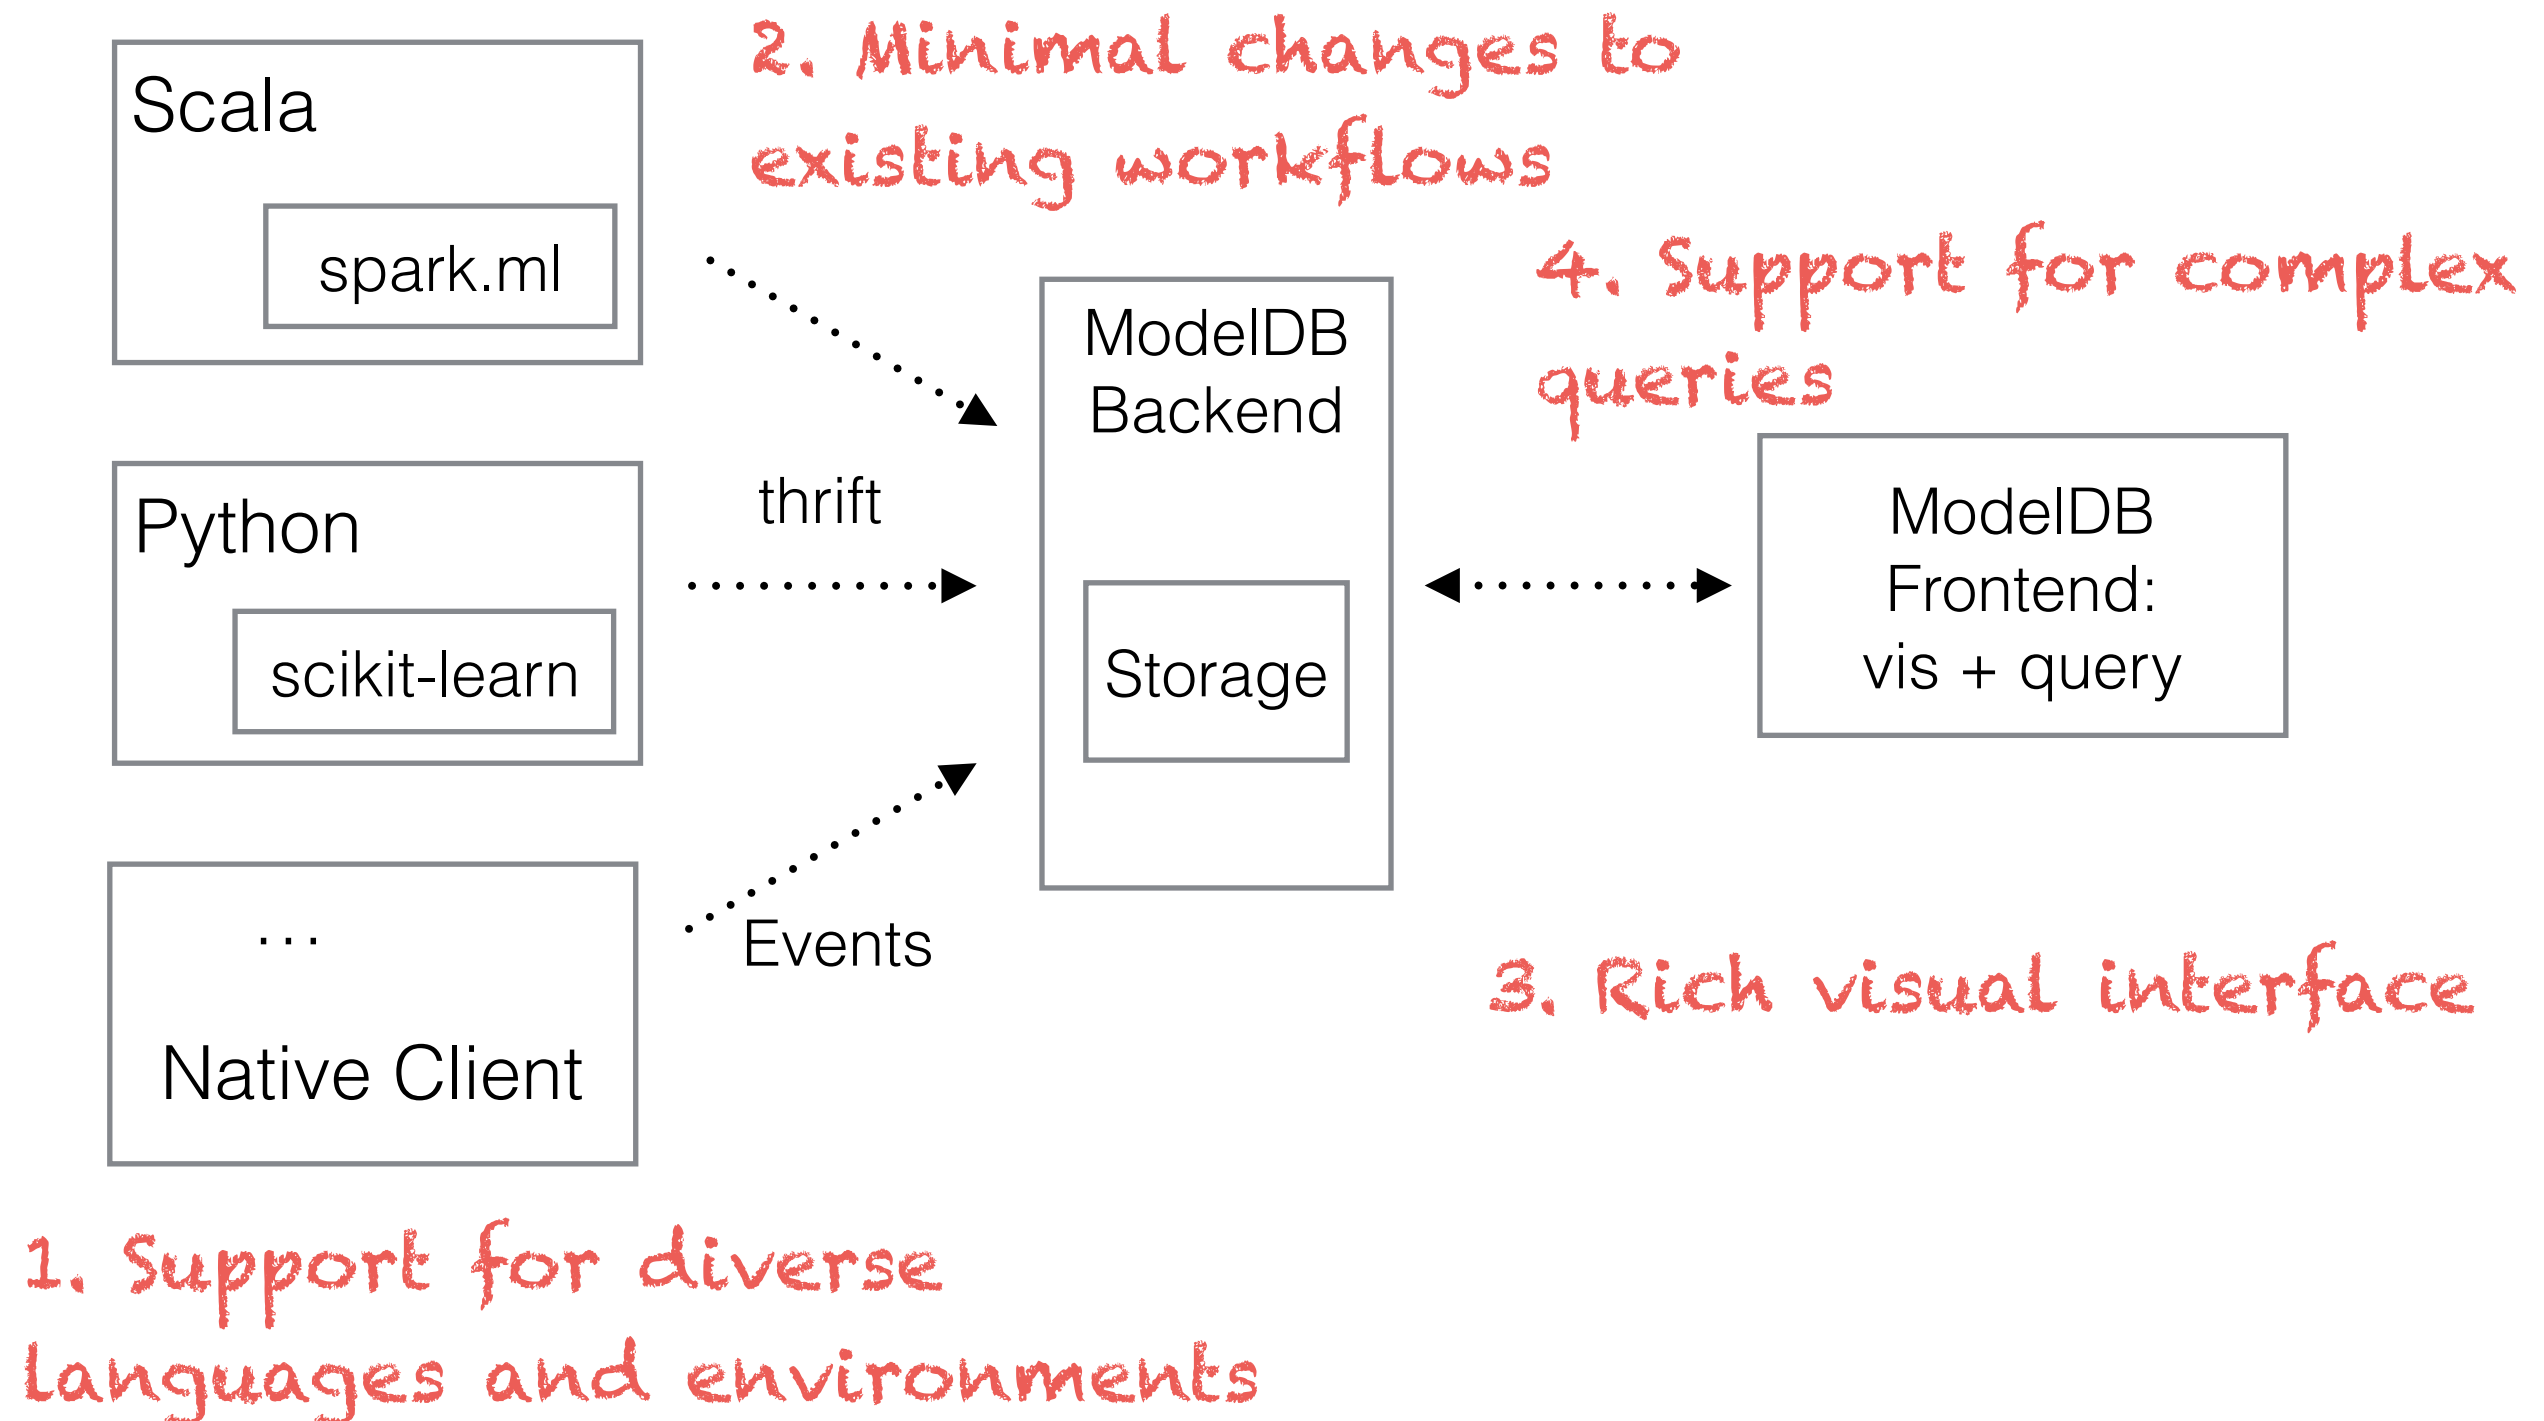 2. Minimal changes to
existing workflows
Scala
spark.ml
4. Support for complex
queries
ModelDB
Backend
Storage
thrift
Python
scikit-learn
ModelDB
Frontend:
vis + query
...
Native Client
Events
3. Rich visual interface
1. Support for diverse
languages and environments